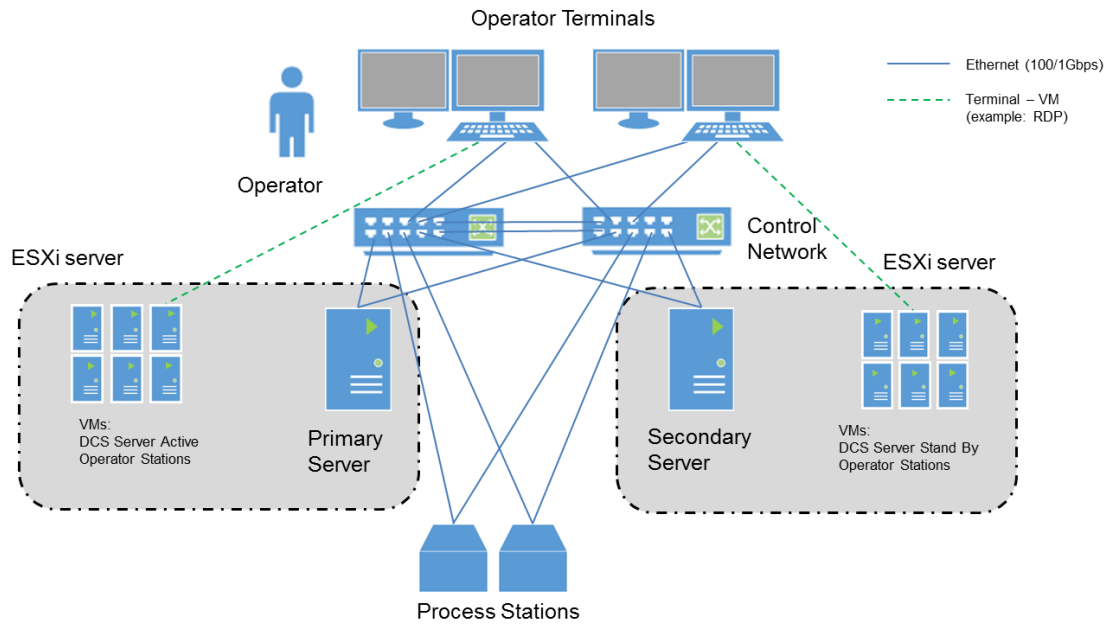 Operator Terminals
Ethernet (100/1Gbps)
Terminal – VM
(example: RDP)
Operator
Control
Network
ESXi server
ESXi server
VMs:
DCS Server Active
Operator Stations
Primary
Server
Secondary
Server
VMs:
DCS Server Stand By
Operator Stations
Process Stations